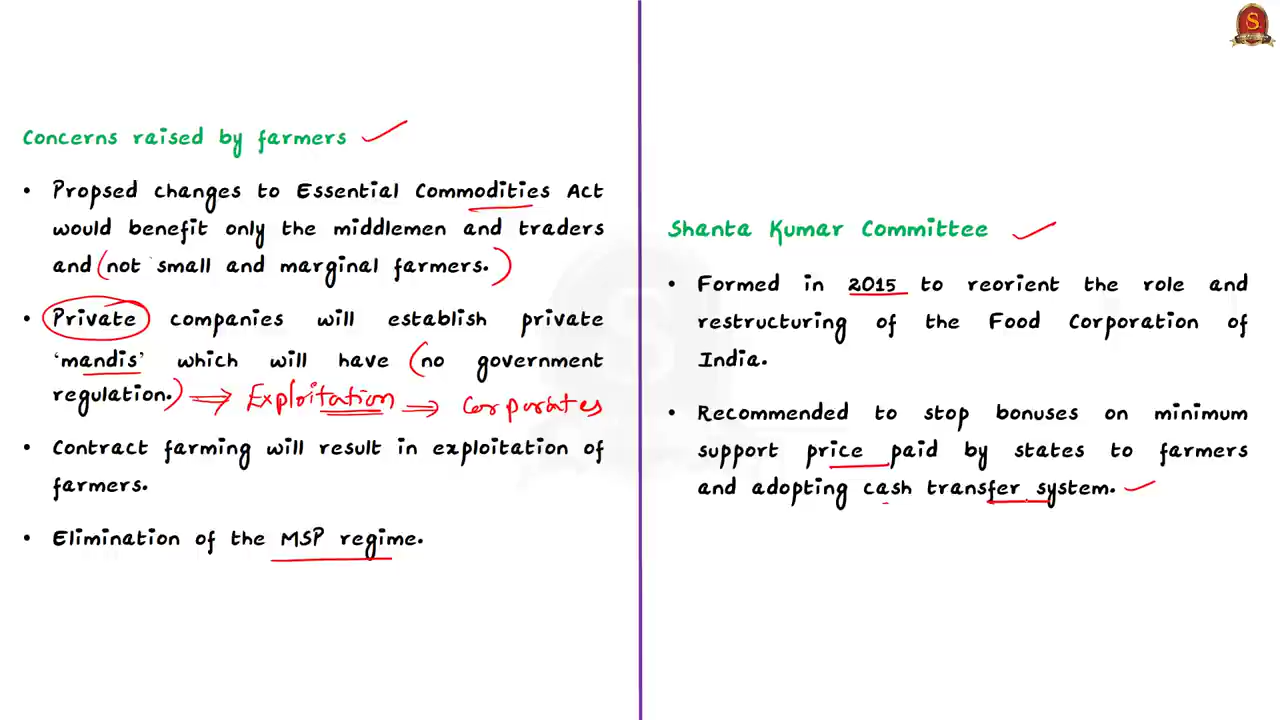 Concerns raised by farmers
• Propsed changes to Essential Commodities Act
would benefit only the middlemen and traders
and (not small and marginal farmers.)
• Private companies will establish private
'mandis' which will have (no government
regulation.) ⇒ Exploitation ⇒ Corporates
• Contract farming will result in exploitation of
farmers.
• Elimination of the MSP regime.
Shanta Kumar Committee
• Formed in 2015 to reorient the role and
restructuring of the Food Corporation of
India.
• Recommended to stop bonuses on minimum
support price paid by states to farmers
and adopting cash transfer system.